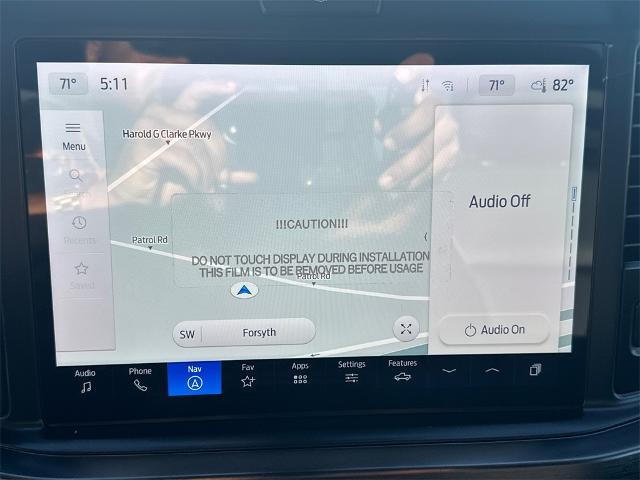 71° 5:11 71° 82°
Menu
Harold G Clarke Pkwy
Recents
Saved
Patrol Rd
!!!CAUTION!!!
DO NOT TOUCH DISPLAY DURING INSTALLATION
THIS FILM IS TO BE REMOVED BEFORE USAGE
Patrol Rd
SW Forsyth
Audio Off
Audio On
Audio Phone Nav Fav Apps Settings Features